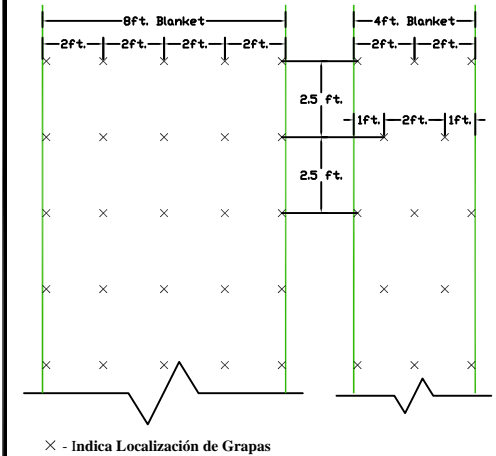 8ft. Blanket
4ft. Blanket
2ft. 2ft. 2ft. 2ft.
2ft. 2ft.
2.5 ft.
1ft. 2ft. 1ft.
2.5 ft.
× - Indica Localización de Grapas